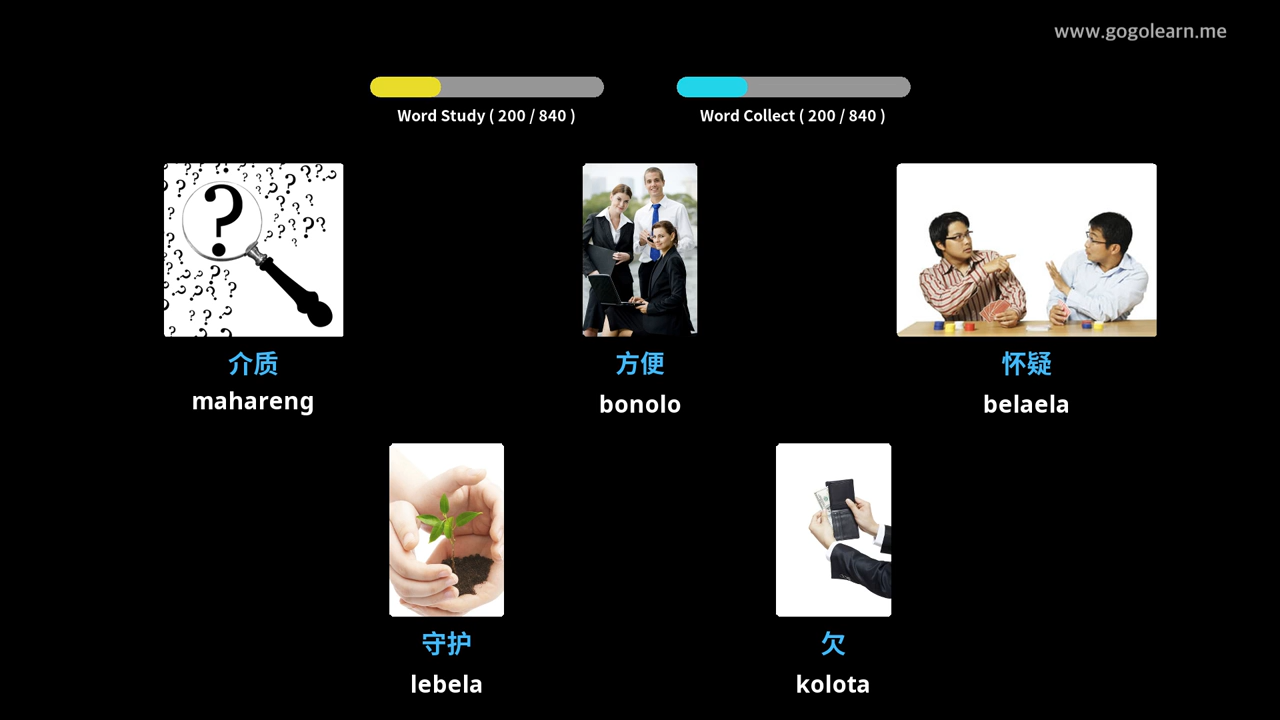 www.gogolearn.me
Word Study ( 200 / 840 )
Word Collect ( 200 / 840 )
介质
mahareng
方便
bonolo
怀疑
belaela
守护
lebela
欠
kolota